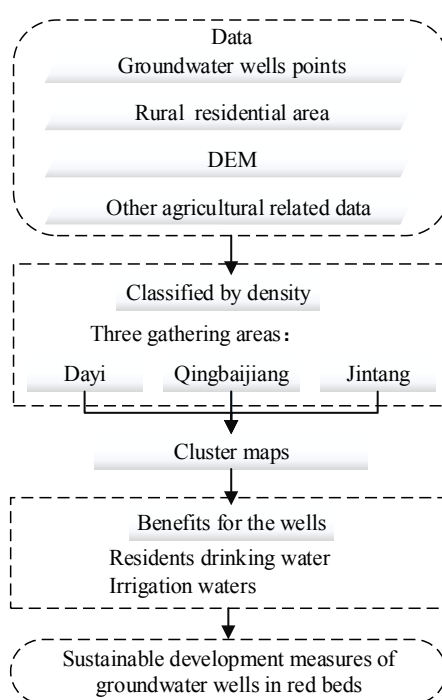 Data
Groundwater wells points
Rural residential area
DEM
Other agricultural related data
Classified by density
Three gathering areas：
Dayi Qingbaijiang Jintang
Cluster maps
Benefits for the wells
Residents drinking water
Irrigation waters
Sustainable development measures of
groundwater wells in red beds